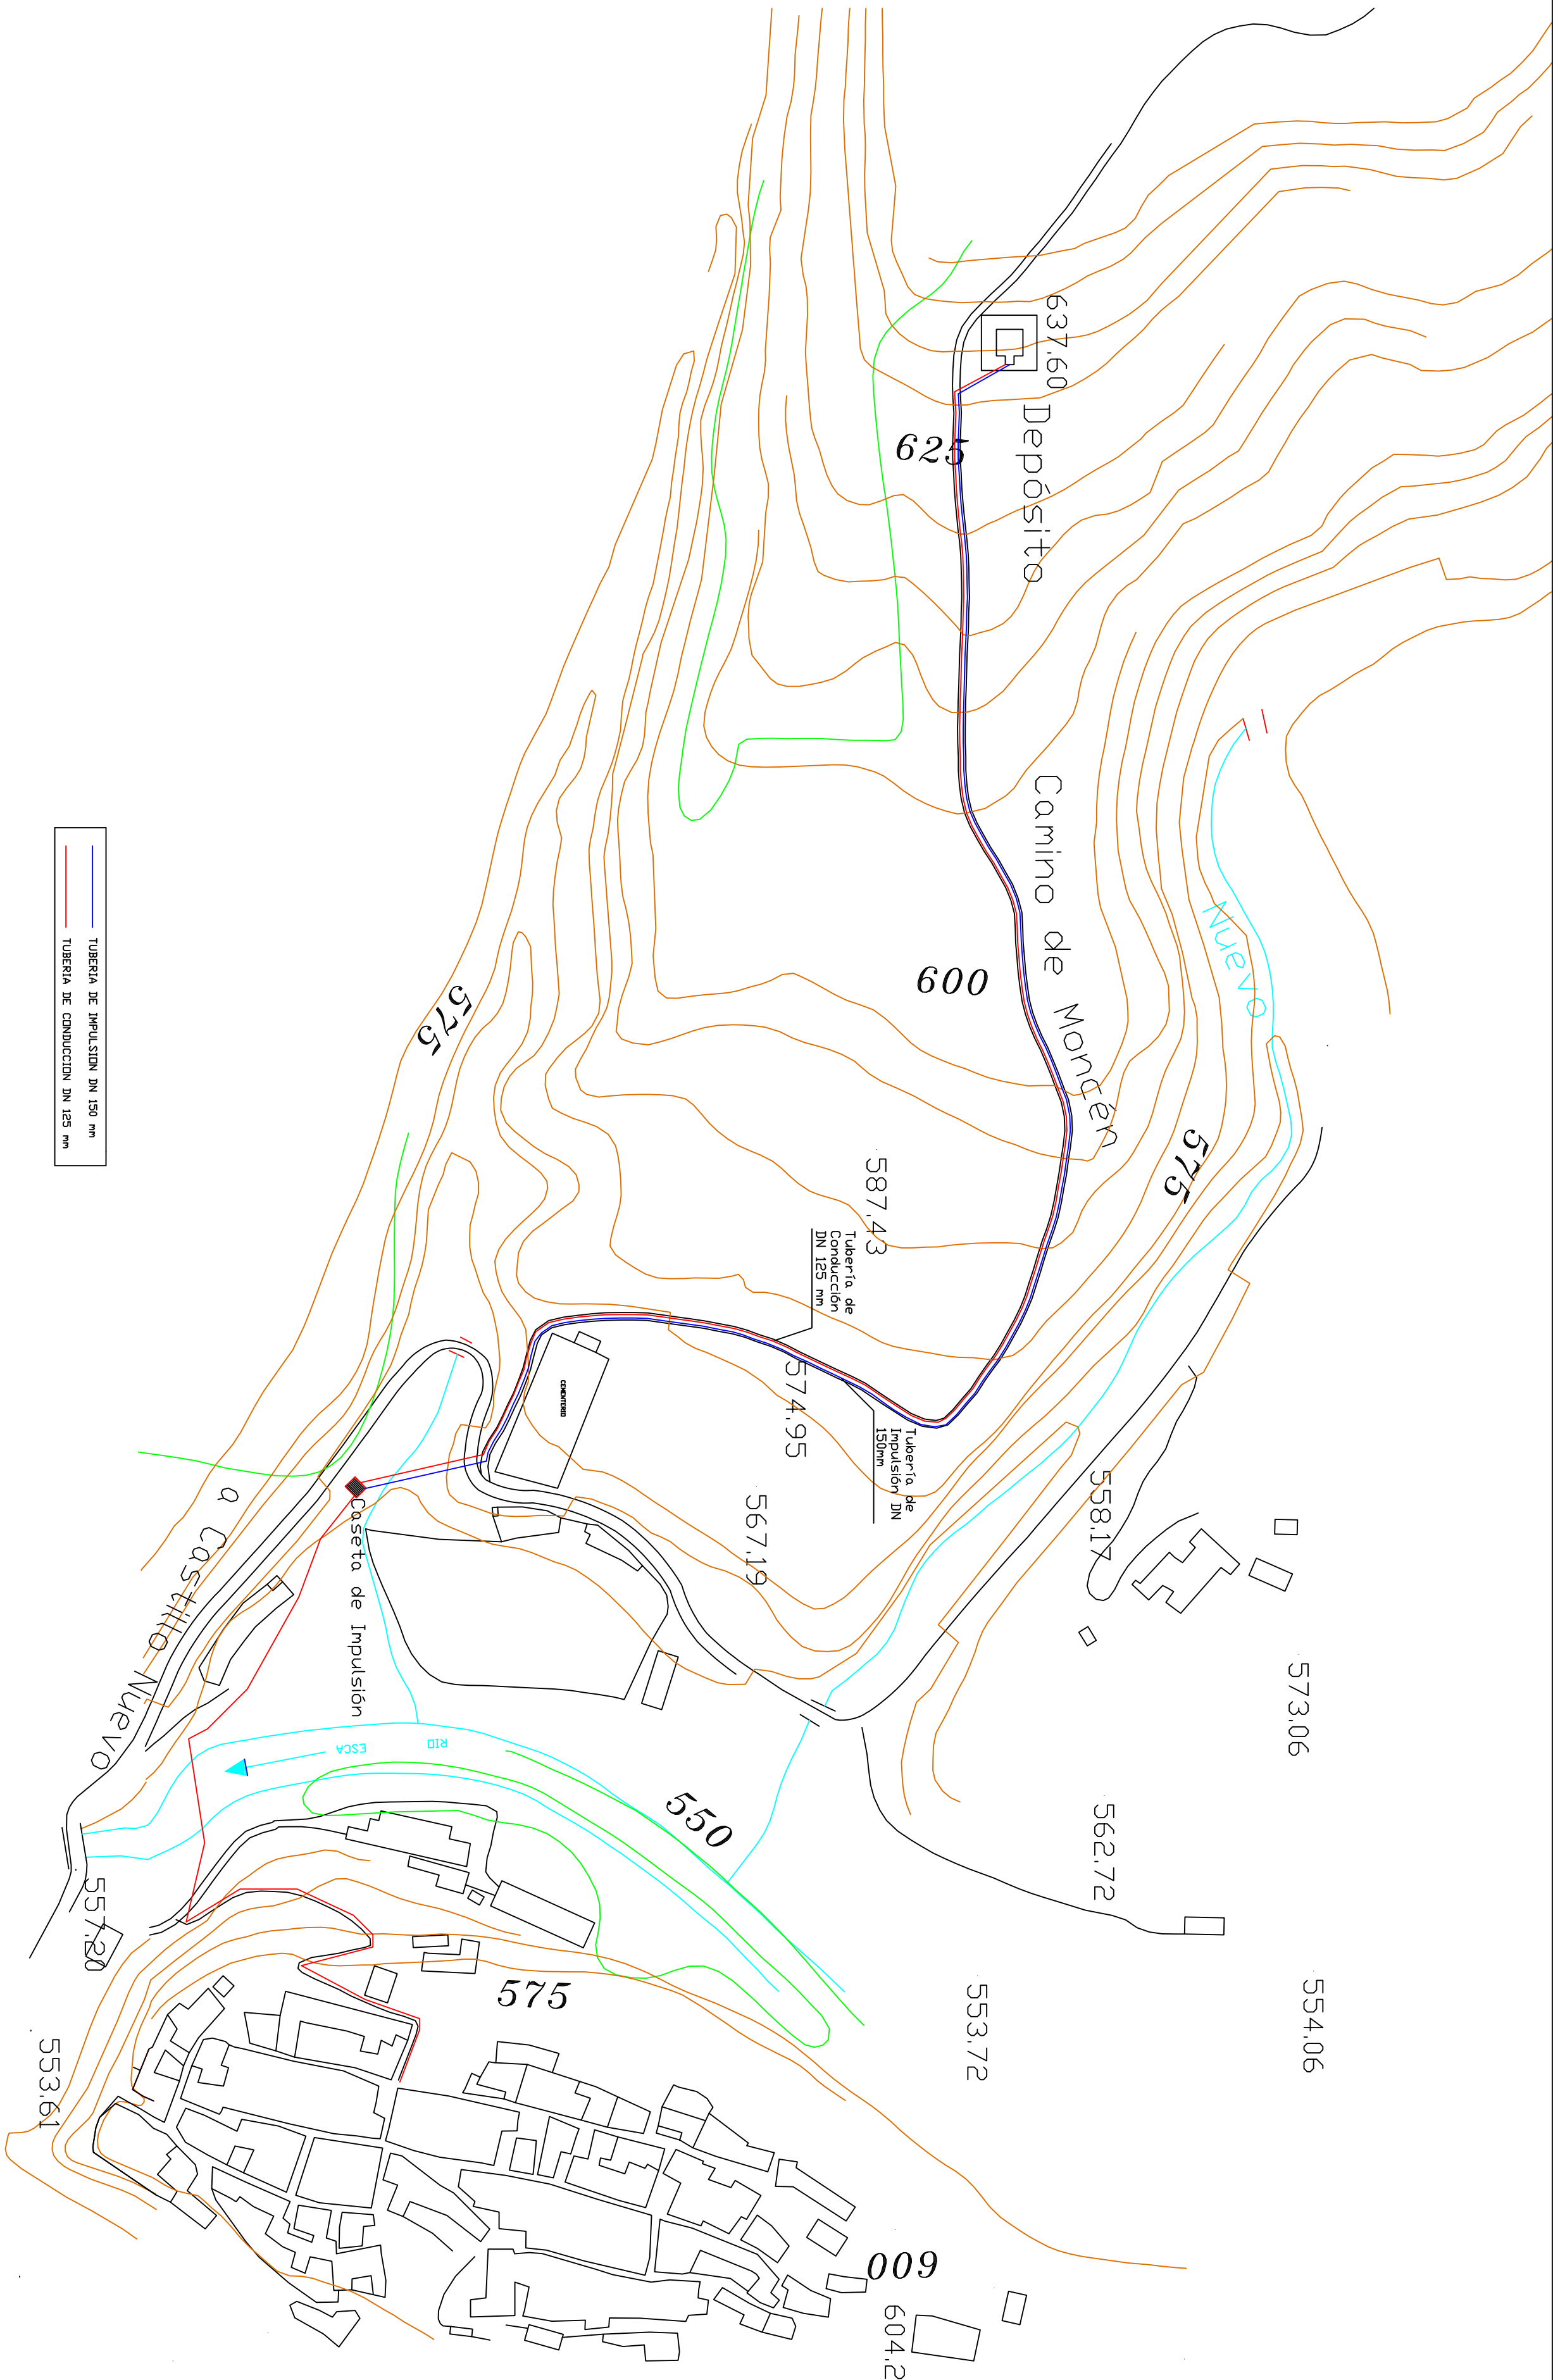 637,60
Depósito
625
Camino de Moncén
Nuevo
600
575
575
587,43
Tubería de
Conducción
DN 125 mm
574,95
Tubería de
Impulsión DN
150mm
CEMENTERIO
567,19
558,17
573,06
562,72
554,06
553,72
Caseta de Impulsión
a Castillo Nuevo
RIO
ESCA
550
557,20
575
553,61
600
604,2
TUBERIA DE IMPULSION DN 150 mm
TUBERIA DE CONDUCCION DN 125 mm